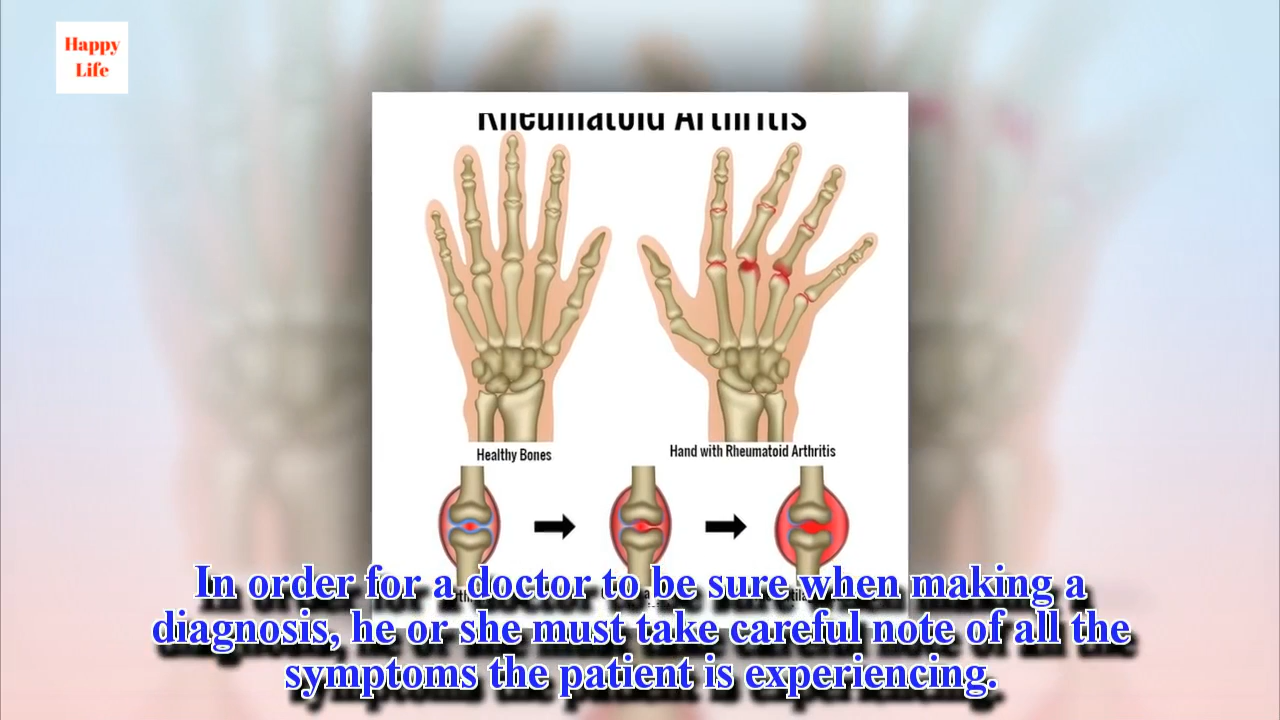 Happy
Life
Rheumatoid Arthritis
Healthy Bones
Hand with Rheumatoid Arthritis
In order for a doctor to be sure when making a
diagnosis, he or she must take careful note of all the
symptoms the patient is experiencing.